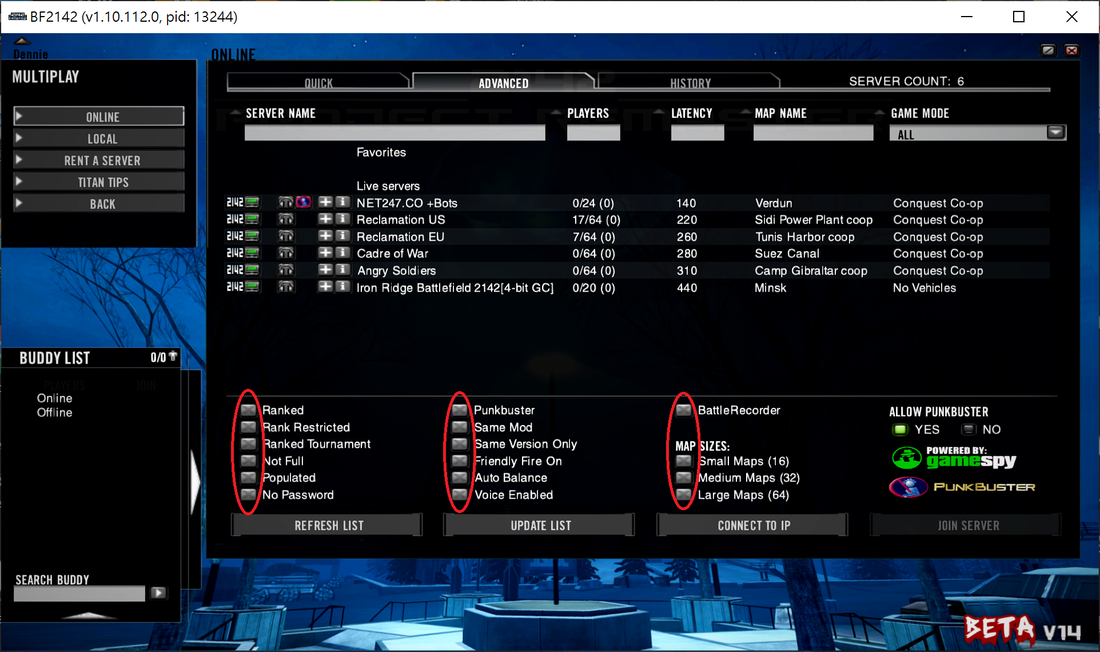 BF2142 (v1.10.112.0, pid: 13244)
Dennie
MULTIPLAY
ONLINE
LOCAL
RENT A SERVER
TITAN TIPS
BACK
ONLINE
QUICK
ADVANCED
HISTORY
SERVER COUNT: 6
SERVER NAME PLAYERS LATENCY MAP NAME GAME MODE
ALL
Favorites
Live servers
2142 NET247.CO +Bots 0/24 (0) 140 Verdun Conquest Co-op
2142 Reclamation US 17/64 (0) 220 Sidi Power Plant coop Conquest Co-op
2142 Reclamation EU 7/64 (0) 260 Tunis Harbor coop Conquest Co-op
2142 Cadre of War 0/64 (0) 280 Suez Canal Conquest Co-op
2142 Angry Soldiers 0/64 (0) 310 Camp Gibraltar coop Conquest Co-op
2142 Iron Ridge Battlefield 2142[4-bit GC] 0/20 (0) 440 Minsk No Vehicles
BUDDY LIST 0/0
PLAYERS JOIN
Online
Offline
SEARCH BUDDY
Ranked
Rank Restricted
Ranked Tournament
Not Full
Populated
No Password
Punkbuster
Same Mod
Same Version Only
Friendly Fire On
Auto Balance
Voice Enabled
BattleRecorder
MAP SIZES:
Small Maps (16)
Medium Maps (32)
Large Maps (64)
ALLOW PUNKBUSTER
YES NO
POWERED BY:
gamespy
PUNKBUSTER
REFRESH LIST
UPDATE LIST
CONNECT TO IP
JOIN SERVER
BETA V14